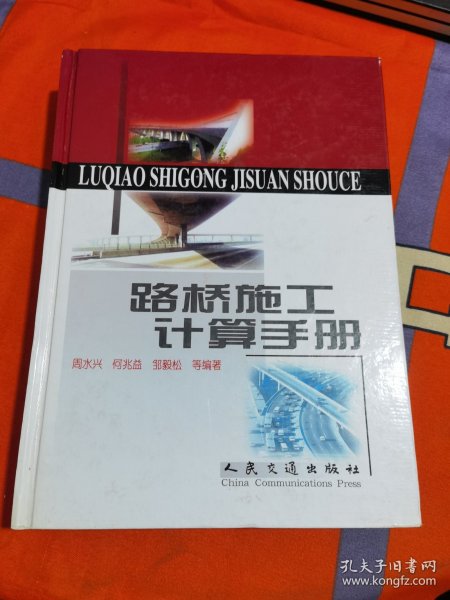 LUQIAO SHIGONG JISUAN SHOUCE
路桥施工
计算手册
周水兴 何兆益 邹毅松 等编著
人民交通出版社
China Communications Press
孔夫子旧书网
www.kongfz.com